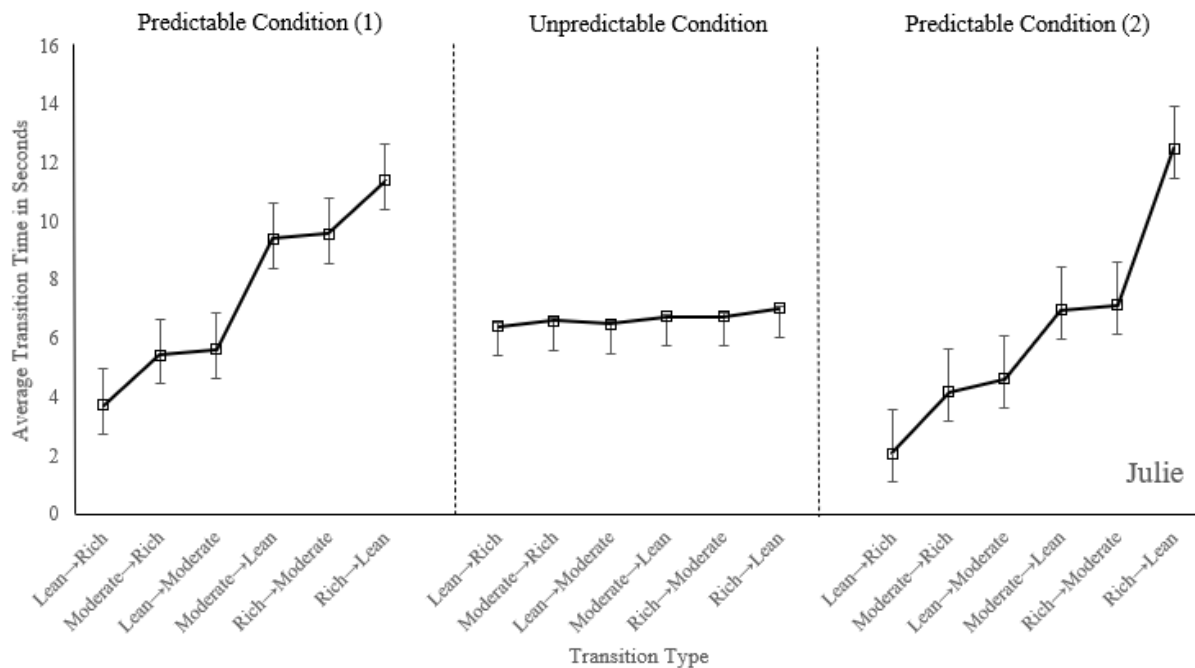 Predictable Condition (1)
Unpredictable Condition
Predictable Condition (2)
Average Transition Time in Seconds
16
14
12
10
8
6
4
2
0
Julie
Lean→Rich
Moderate→Rich
Lean→Moderate
Moderate→Lean
Rich→Moderate
Rich→Lean
Lean→Rich
Moderate→Rich
Lean→Moderate
Moderate→Lean
Rich→Moderate
Rich→Lean
Lean→Rich
Moderate→Rich
Lean→Moderate
Moderate→Lean
Rich→Moderate
Rich→Lean
Transition Type